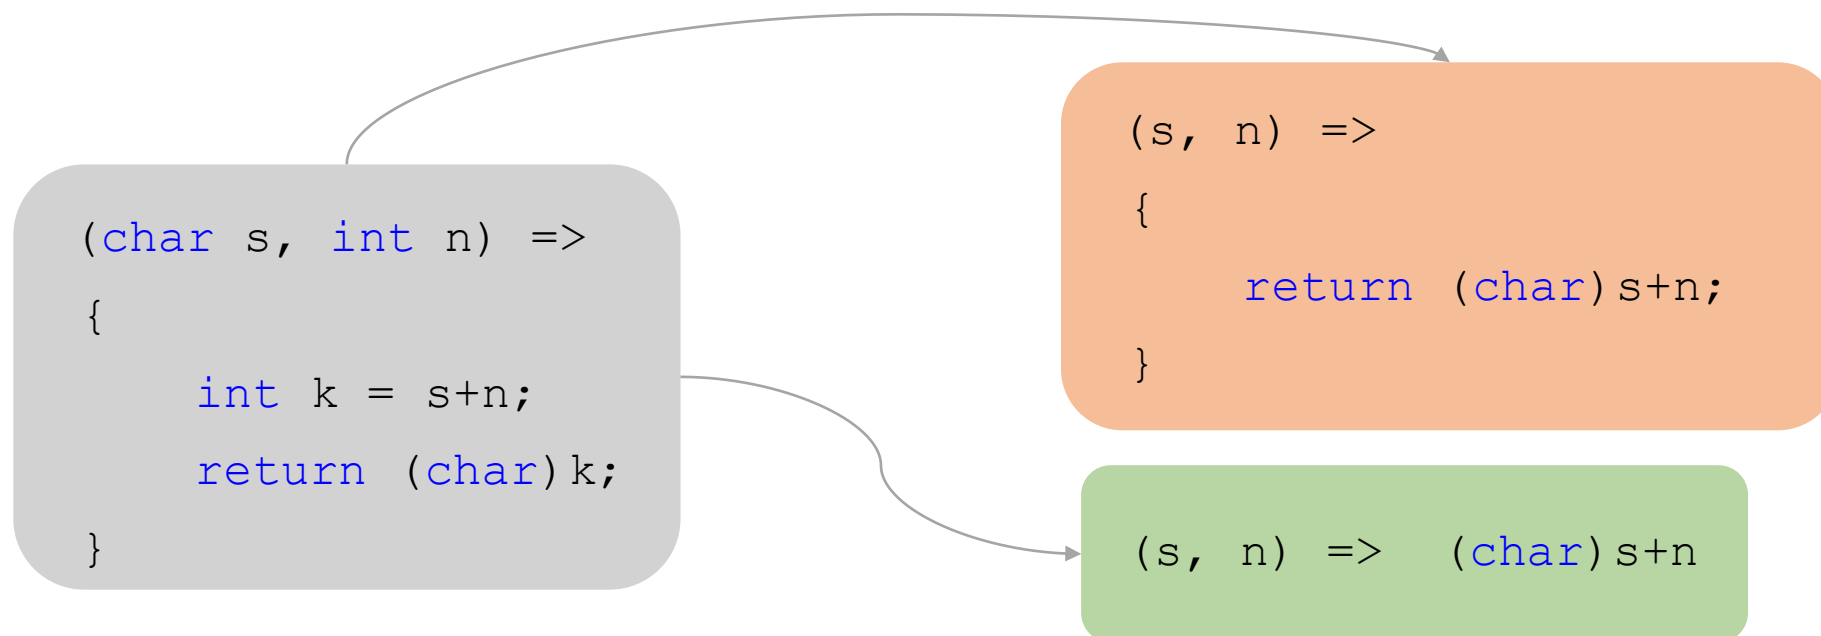 (char s, int n) =>
{
int k = s+n;
return (char)k;
}
(s, n) =>
{
return (char)s+n;
}
(s, n) => (char)s+n